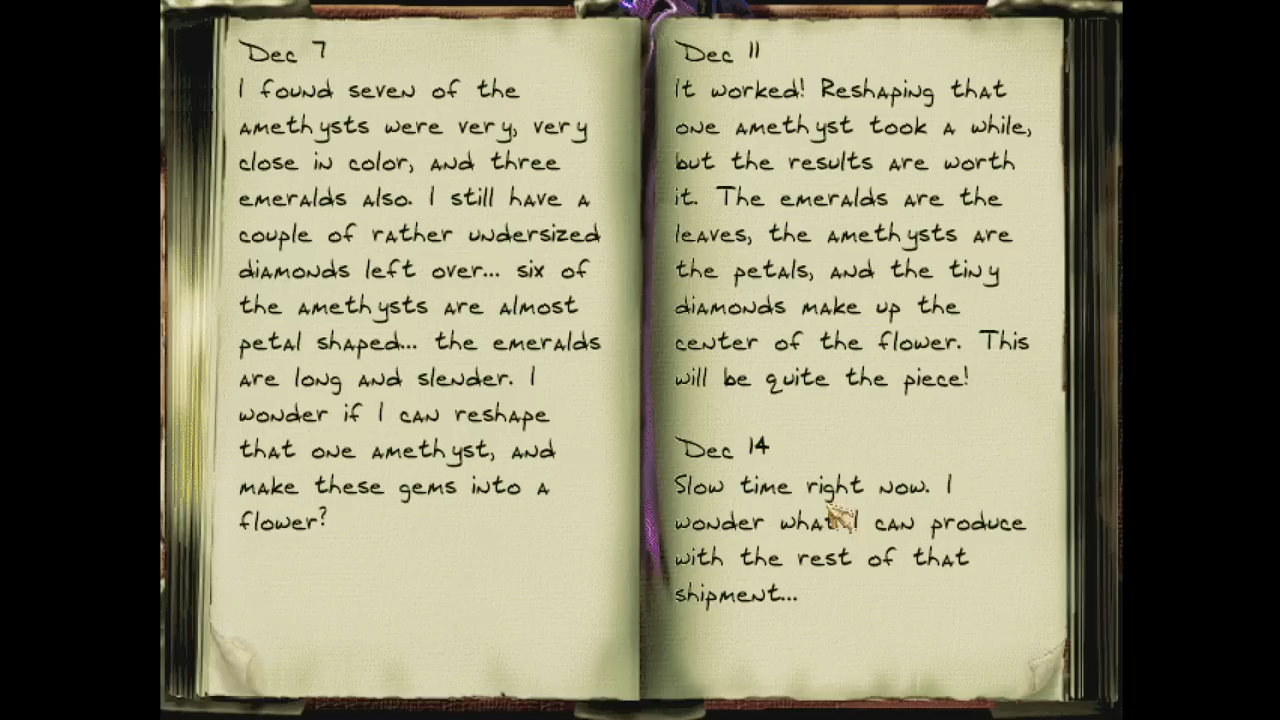 Dec 7
I found seven of the
amethysts were very, very
close in color, and three
emeralds also. I still have a
couple of rather undersized
diamonds left over... six of
the amethysts are almost
petal shaped... the emeralds
are long and slender. I
wonder if I can reshape
that one amethyst, and
make these gems into a
flower?
Dec 11
It worked! Reshaping that
one amethyst took a while,
but the results are worth
it. The emeralds are the
leaves, the amethysts are
the petals, and the tiny
diamonds make up the
center of the flower. This
will be quite the piece!
Dec 14
Slow time right now. I
wonder what I can produce
with the rest of that
shipment...